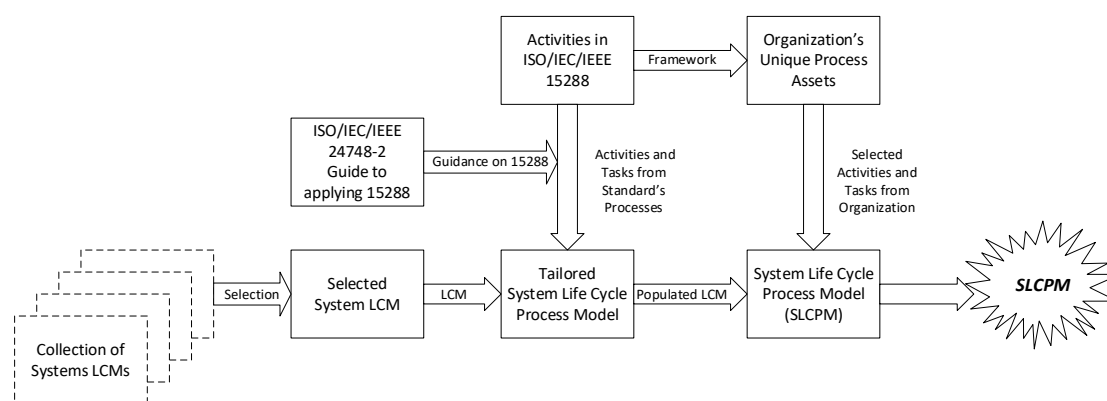 Activities in
ISO/IEC/IEEE
15288
Framework
Organization's
Unique Process
Assets
ISO/IEC/IEEE
24748-2
Guide to
applying 15288
Guidance on 15288
Activities and
Tasks from
Standard's
Processes
Selected
Activities and
Tasks from
Organization
Collection of
Systems LCMs
Selection
Selected
System LCM
LCM
Tailored
System Life Cycle
Process Model
Populated LCM
System Life Cycle
Process Model
(SLCPM)
SLCPM